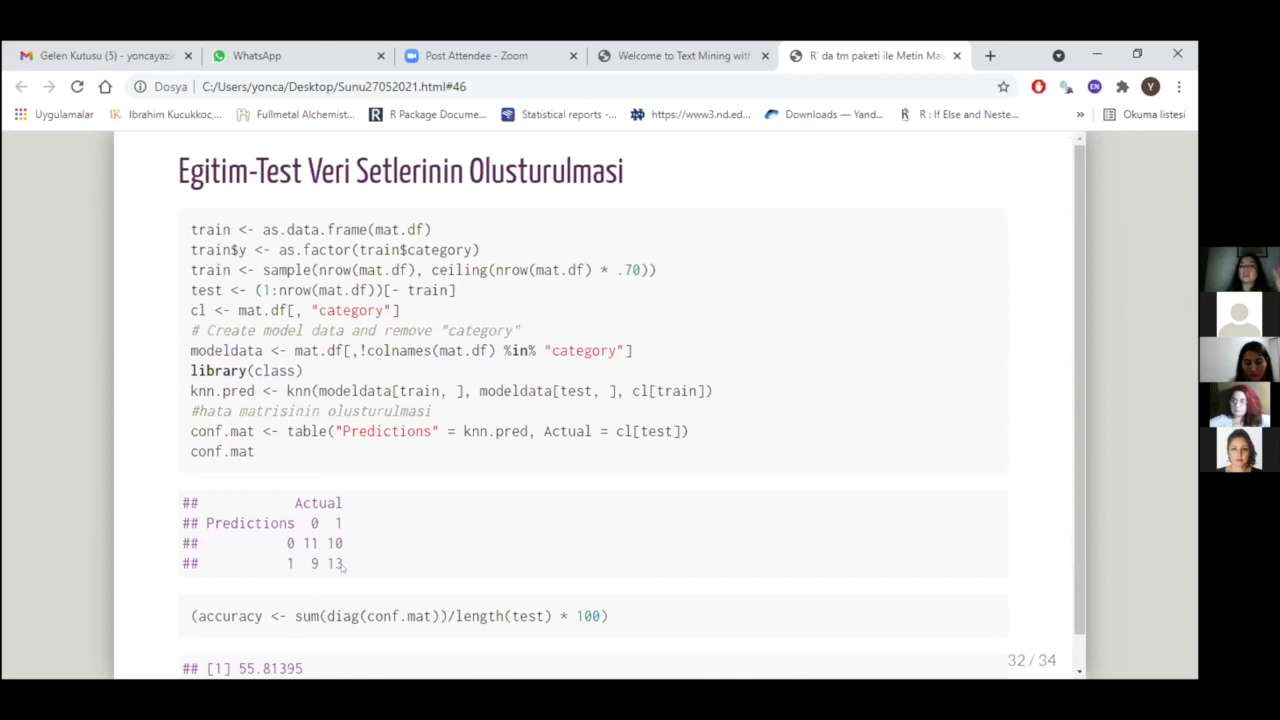 Gelen Kutusu (5) - yoncayazic
WhatsApp
Post Attendee - Zoom
Welcome to Text Mining with
R' da tm paketi ile Metin Mad
Dosya
C:/Users/yonca/Desktop/Sunu27052021.html#46
Uygulamalar
Ibrahim Kucukkoc,...
Fullmetal Alchemist...
R Package Docume...
Statistical reports -...
https://www3.nd.ed...
Downloads — Yand...
R : If Else and Neste...
»
Okuma listesi
Egitim-Test Veri Setlerinin Olusturulmasi
train <- as.data.frame(mat.df)
train$y <- as.factor(train$category)
train <- sample(nrow(mat.df), ceiling(nrow(mat.df) * .70))
test <- (1:nrow(mat.df))[- train]
cl <- mat.df[, "category"]
# Create model data and remove "category"
modeldata <- mat.df[,!colnames(mat.df) %in% "category"]
library(class)
knn.pred <- knn(modeldata[train, ], modeldata[test, ], cl[train])
#hata matrisinin olusturulmasi
conf.mat <- table("Predictions" = knn.pred, Actual = cl[test])
conf.mat
## Actual
## Predictions 0 1
## 0 11 10
## 1 9 13
(accuracy <- sum(diag(conf.mat))/length(test) * 100)
32 / 34
## [1] 55.81395